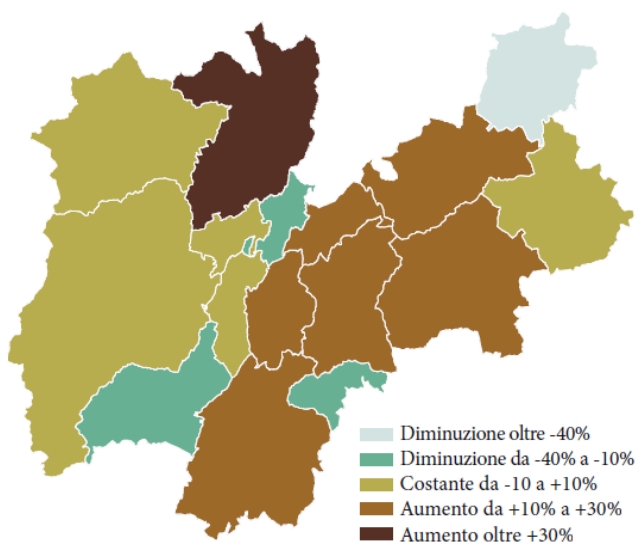 Diminuzione oltre -40%
Diminuzione da -40% a -10%
Costante da -10 a +10%
Aumento da +10% a +30%
Aumento oltre +30%